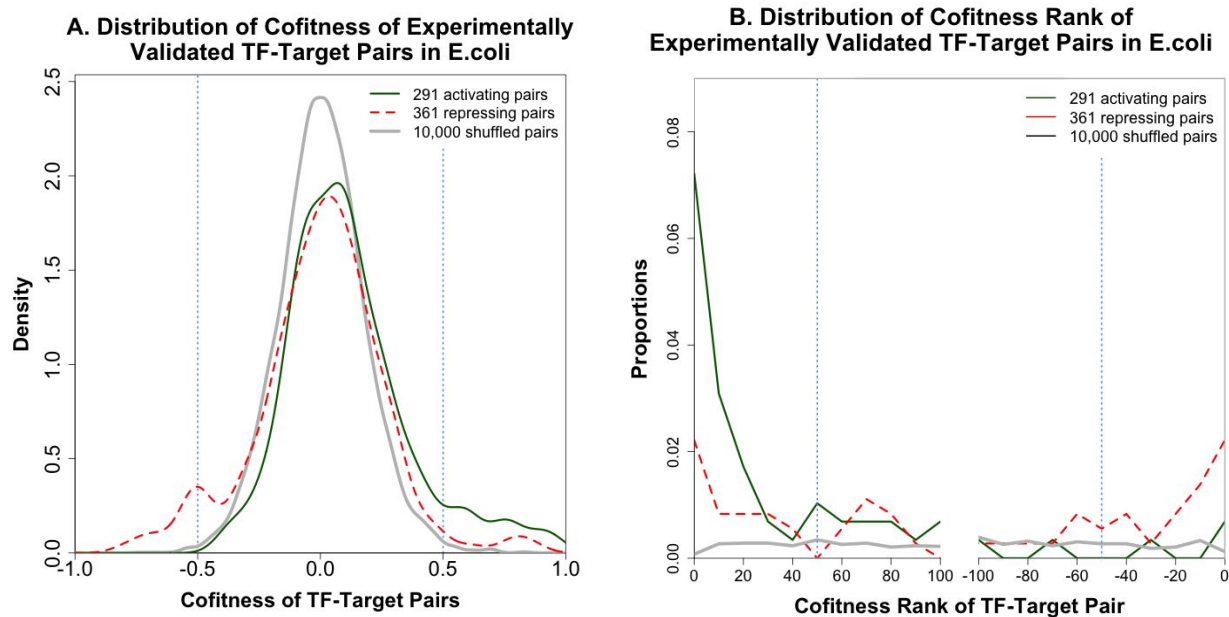 A. Distribution of Cofitness of Experimentally
Validated TF-Target Pairs in E.coli
2.5
2.0
1.5
1.0
0.5
0.0
Density
291 activating pairs
361 repressing pairs
10,000 shuffled pairs
-1.0
-0.5
0.0
0.5
1.0
Cofitness of TF-Target Pairs
B. Distribution of Cofitness Rank of
Experimentally Validated TF-Target Pairs in E.coli
0.08
0.06
0.04
0.02
0.00
Proportions
291 activating pairs
361 repressing pairs
10,000 shuffled pairs
0
20
40
60
80
100
-100
-80
-60
-40
-20
0
Cofitness Rank of TF-Target Pair